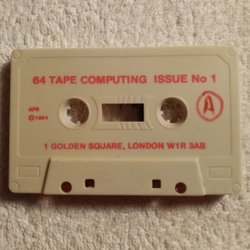 64 TAPE COMPUTING ISSUE No 1
APS
©1984
A
1 GOLDEN SQUARE, LONDON W1R 3AB